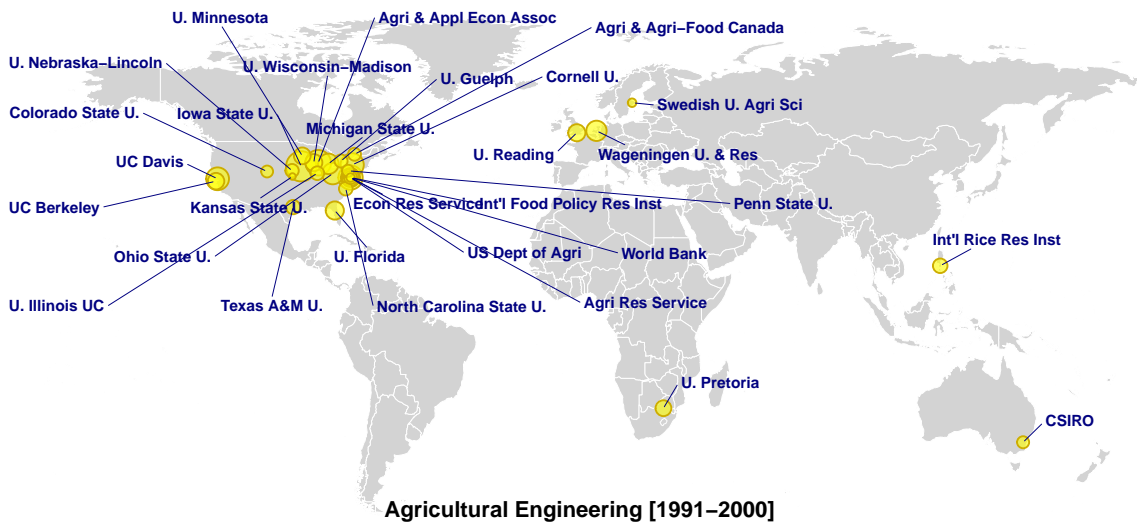 U. Minnesota
Agri & Appl Econ Assoc
Agri & Agri−Food Canada
U. Nebraska−Lincoln
U. Wisconsin−Madison
U. Guelph
Cornell U.
Colorado State U.
Iowa State U.
Swedish U. Agri Sci
Michigan State U.
UC Davis
U. Reading
Wageningen U. & Res
UC Berkeley
Kansas State U.
Econ Res Service
Int'l Food Policy Res Inst
Penn State U.
Ohio State U.
U. Florida
US Dept of Agri
World Bank
Int'l Rice Res Inst
U. Illinois UC
Texas A&M U.
North Carolina State U.
Agri Res Service
U. Pretoria
CSIRO
Agricultural Engineering [1991−2000]